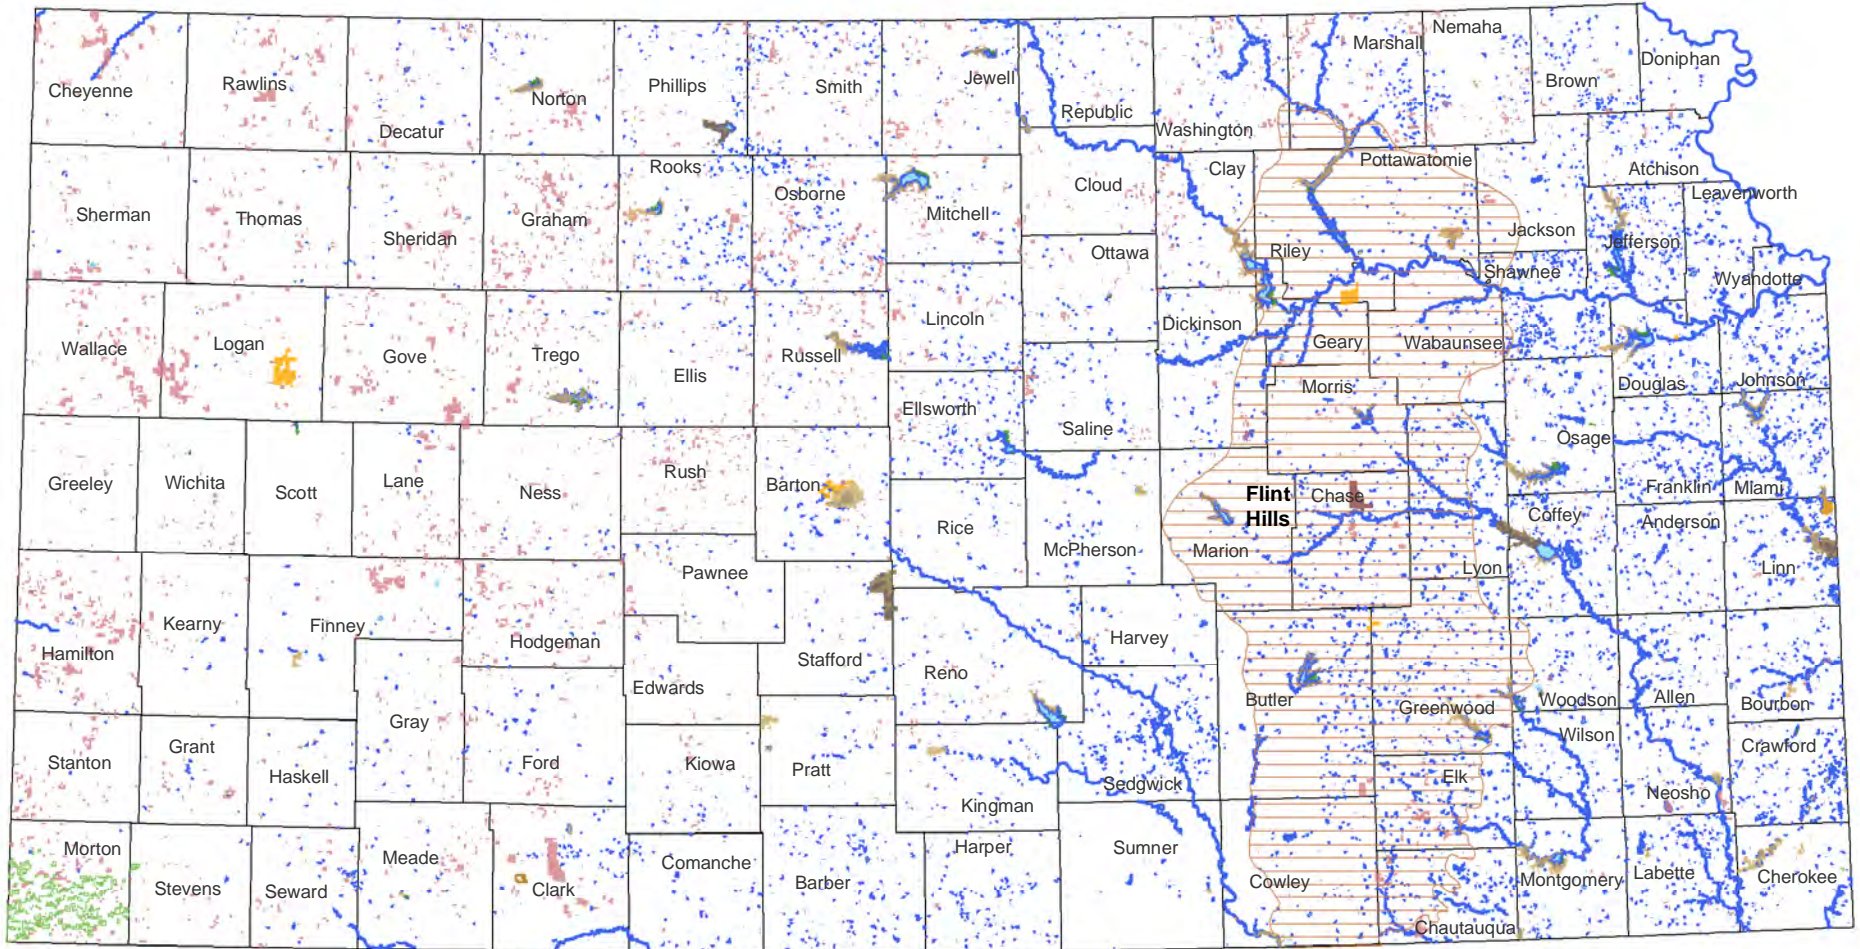 Cheyenne
Rawlins
Decatur
Norton
Phillips
Smith
Jewell
Republic
Washington
Marshall
Nemaha
Brown
Doniphan
Sherman
Thomas
Sheridan
Graham
Rooks
Osborne
Mitchell
Cloud
Clay
Riley
Pottawatomie
Jackson
Atchison
Leavenworth
Jefferson
Shawnee
Wyandotte
Wallace
Logan
Gove
Trego
Ellis
Russell
Lincoln
Ottawa
Dickinson
Geary
Wabaunsee
Morris
Douglas
Johnson
Ellsworth
Saline
Osage
Greeley
Wichita
Scott
Lane
Ness
Rush
Barton
Rice
McPherson
Flint
Hills
Marion
Chase
Lyon
Coffey
Franklin
Miami
Anderson
Linn
Pawnee
Hamilton
Kearny
Finney
Hodgeman
Edwards
Stafford
Reno
Harvey
Butler
Greenwood
Woodson
Allen
Bourbon
Stanton
Grant
Haskell
Gray
Ford
Kiowa
Pratt
Kingman
Sedgwick
Elk
Wilson
Neosho
Crawford
Morton
Stevens
Seward
Meade
Clark
Comanche
Barber
Harper
Sumner
Cowley
Chautauqua
Montgomery
Labette
Cherokee